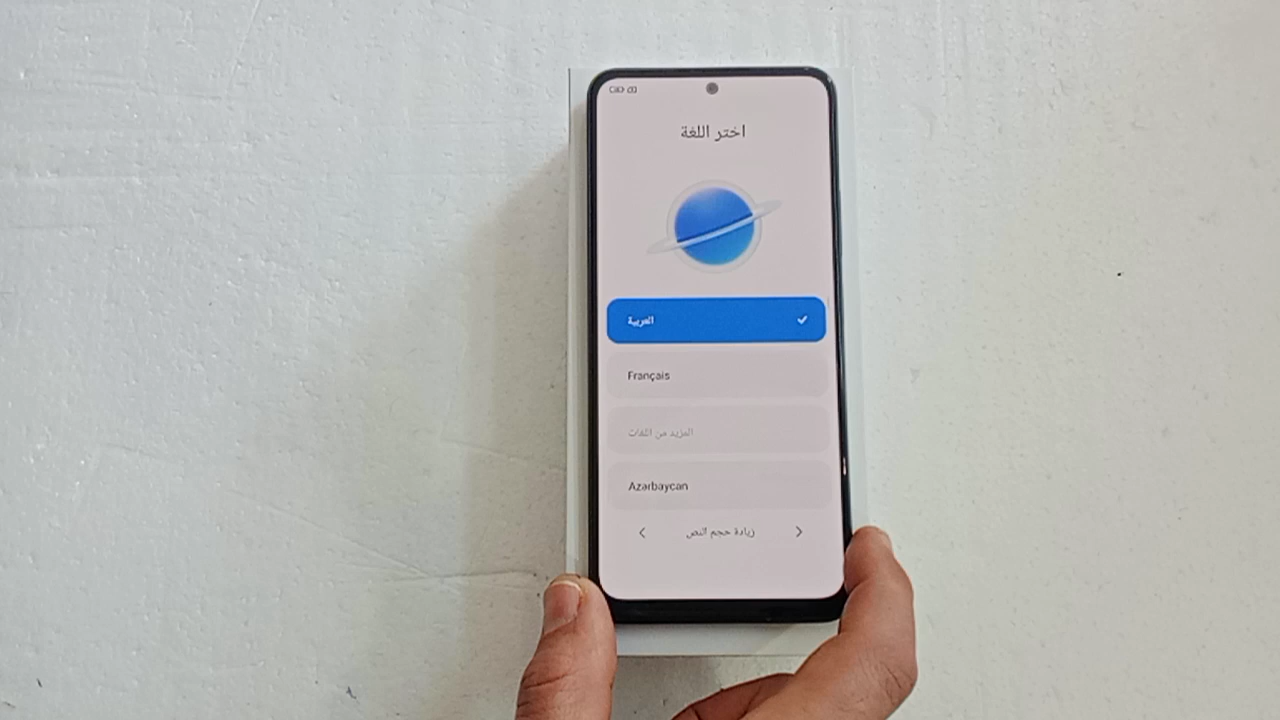 اختر اللغة
العربية
Français
المزيد من اللغات
Azərbaycan
زيادة حجم النص